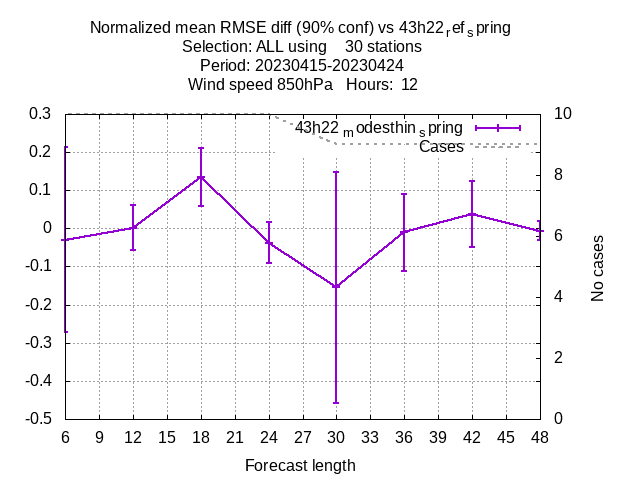 Normalized mean RMSE diff (90% conf) vs 43h22refspring
Selection: ALL using 30 stations
Period: 20230415-20230424
Wind speed 850hPa Hours: 12
43h22modesthinspring
Cases
0.3
0.2
0.1
0
-0.1
-0.2
-0.3
-0.4
-0.5
10
8
6
4
2
0
No cases
6 9 12 15 18 21 24 27 30 33 36 39 42 45 48
Forecast length